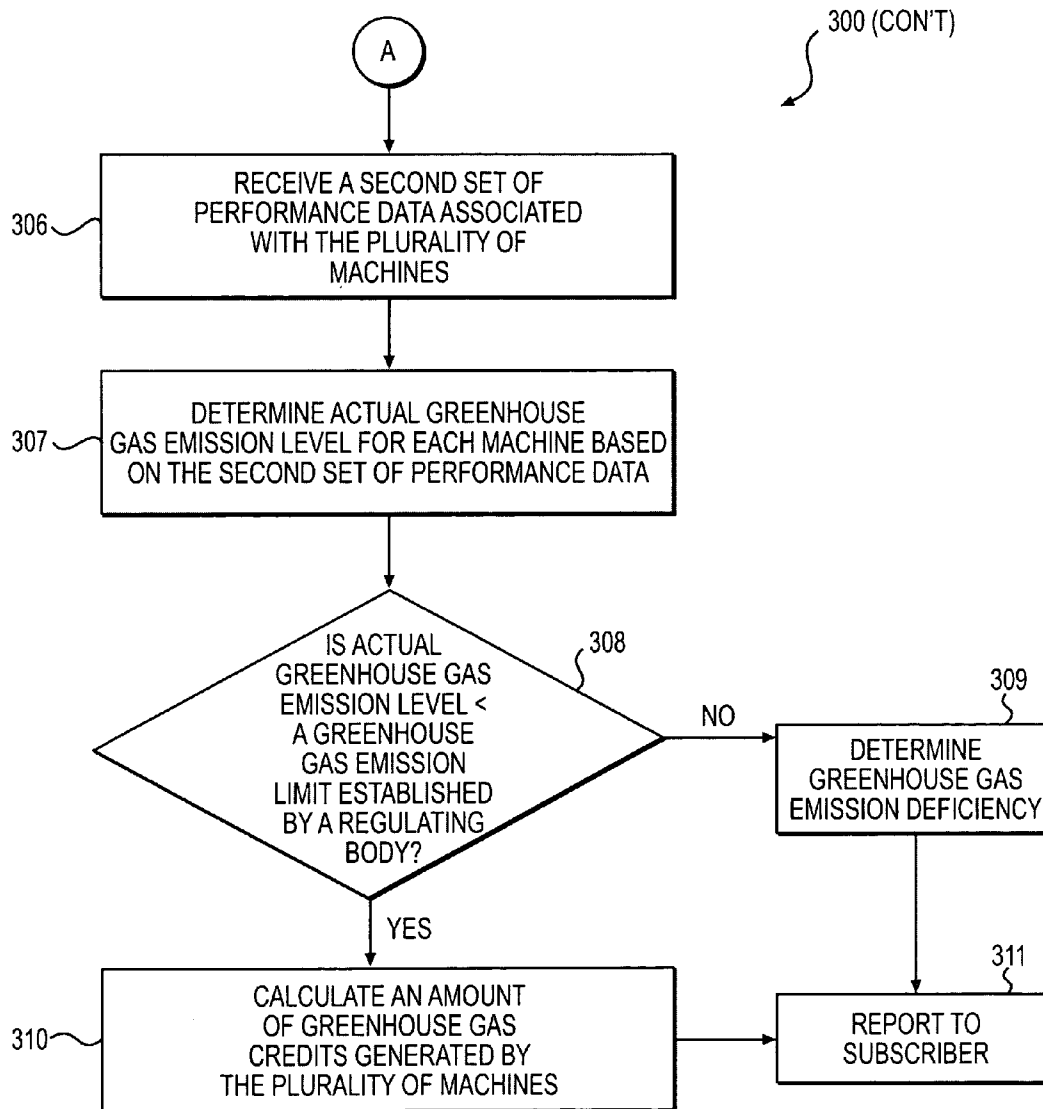 300 (CON'T)
A
306
RECEIVE A SECOND SET OF
PERFORMANCE DATA ASSOCIATED
WITH THE PLURALITY OF
MACHINES
307
DETERMINE ACTUAL GREENHOUSE
GAS EMISSION LEVEL FOR EACH MACHINE BASED
ON THE SECOND SET OF PERFORMANCE DATA
308
IS ACTUAL
GREENHOUSE GAS
EMISSION LEVEL <
A GREENHOUSE
GAS EMISSION
LIMIT ESTABLISHED
BY A REGULATING
BODY?
NO
309
DETERMINE
GREENHOUSE GAS
EMISSION DEFICIENCY
YES
310
CALCULATE AN AMOUNT
OF GREENHOUSE GAS
CREDITS GENERATED BY
THE PLURALITY OF MACHINES
311
REPORT TO
SUBSCRIBER